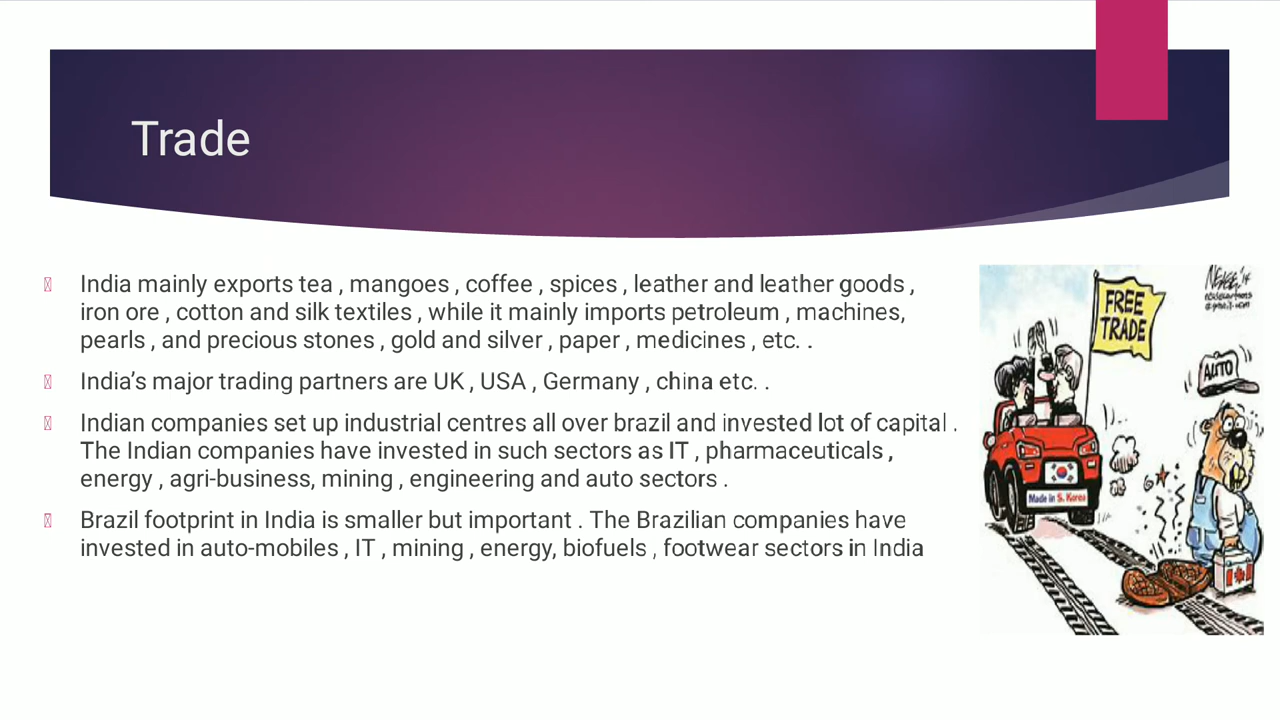 Trade
India mainly exports tea , mangoes , coffee , spices , leather and leather goods ,
iron ore , cotton and silk textiles , while it mainly imports petroleum , machines,
pearls , and precious stones , gold and silver , paper , medicines , etc. .
India’s major trading partners are UK , USA , Germany , china etc. .
Indian companies set up industrial centres all over brazil and invested lot of capital .
The Indian companies have invested in such sectors as IT , pharmaceuticals ,
energy , agri-business, mining , engineering and auto sectors .
Brazil footprint in India is smaller but important . The Brazilian companies have
invested in auto-mobiles , IT , mining , energy, biofuels , footwear sectors in India
FREE
TRADE
AUTO
Made in S. Korea